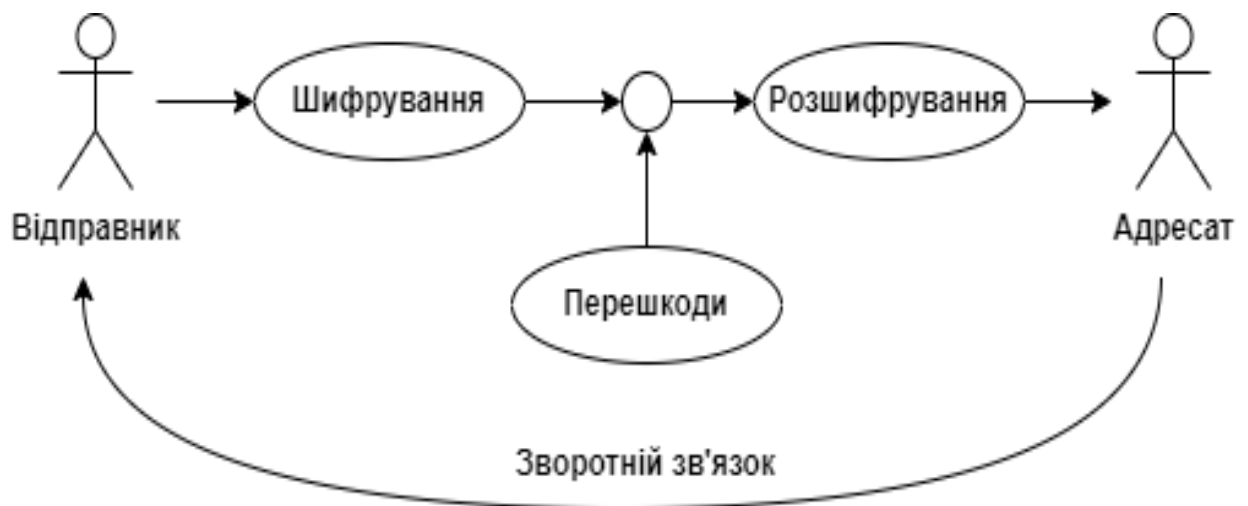 Шифрування
Розшифрування
Відправник
Адресат
Перешкоди
Зворотній зв'язок